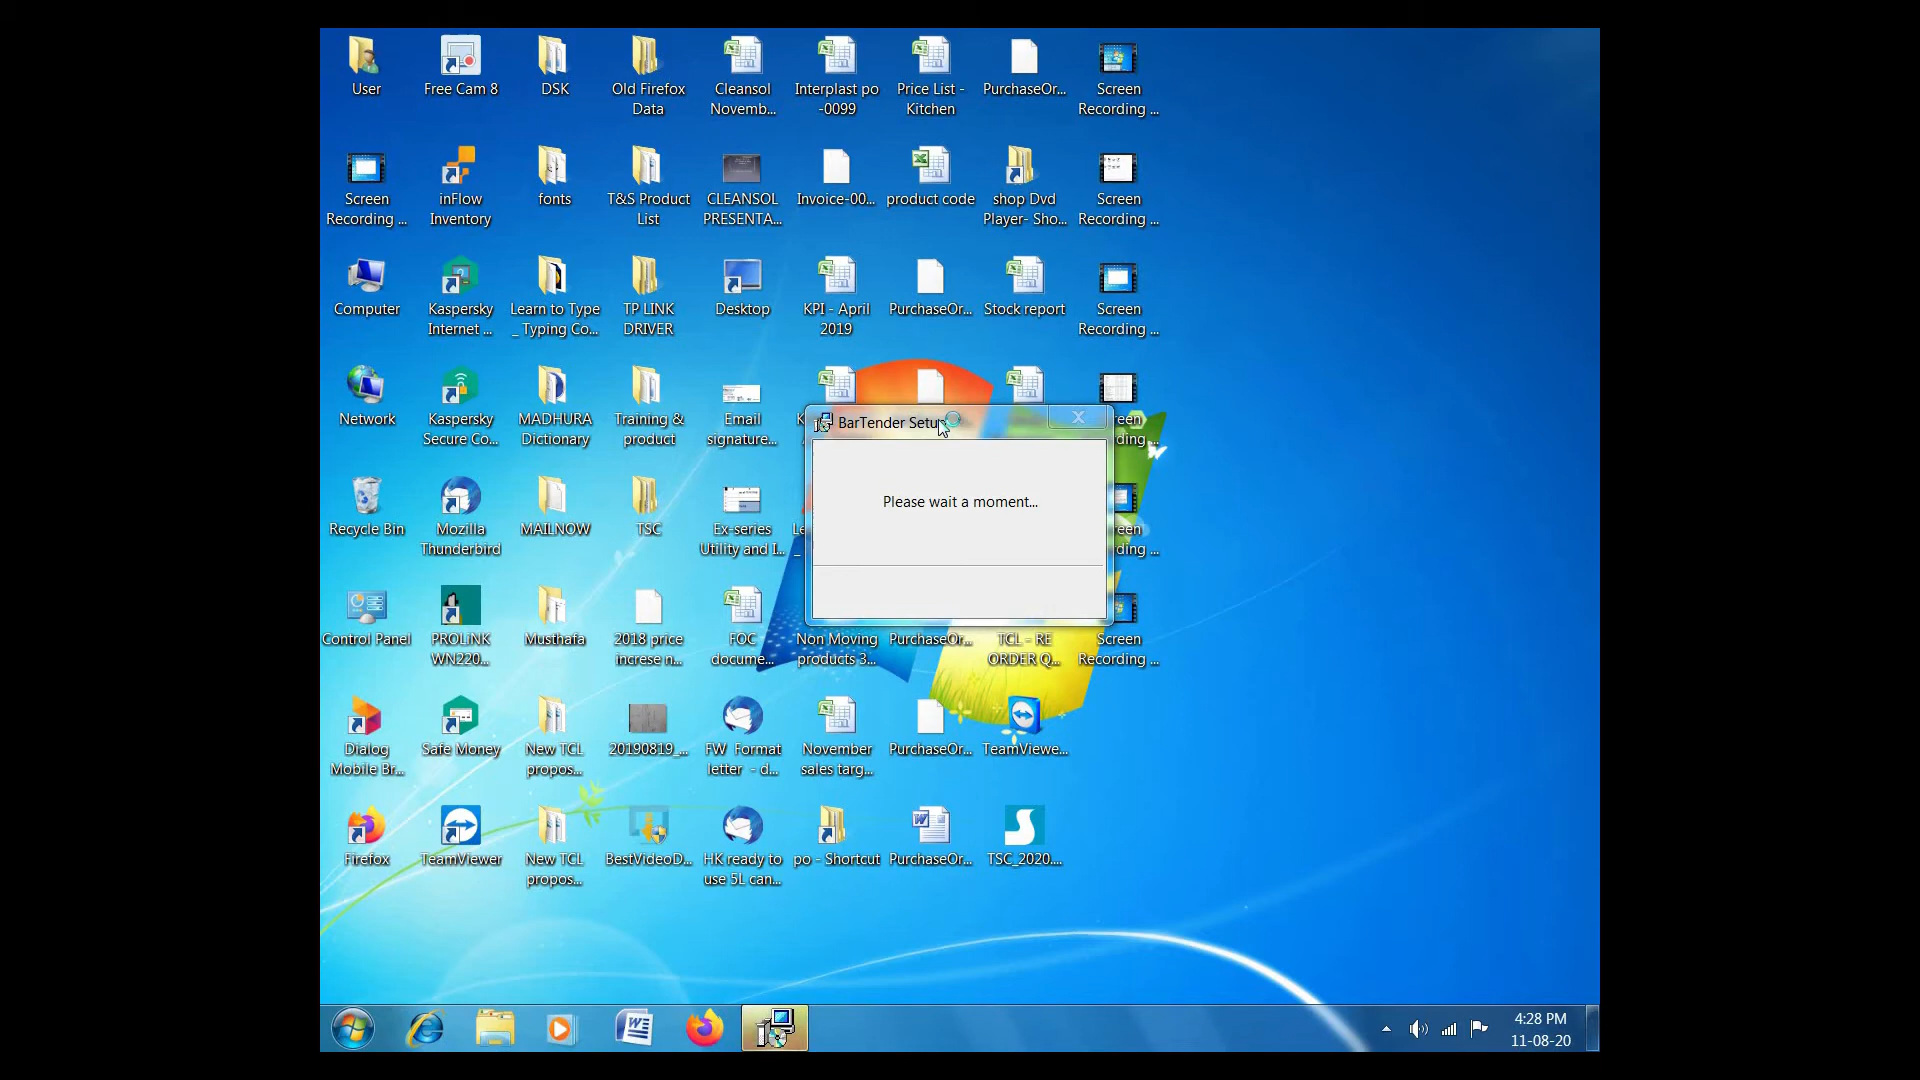 User
Free Cam 8
DSK
Old Firefox
Data
Cleansol
Novemb...
Interplast po
-0099
Price List -
Kitchen
PurchaseOr...
Screen
Recording ...
Screen
Recording ...
inFlow
Inventory
fonts
T&S Product
List
CLEANSOL
PRESENTA...
Invoice-00...
product code
shop Dvd
Player- Sho...
Screen
Recording ...
Computer
Kaspersky
Internet ...
Learn to Type
_ Typing Co...
TP LINK
DRIVER
Desktop
KPI - April
2019
PurchaseOr...
Stock report
Screen
Recording ...
Network
Kaspersky
Secure Co...
MADHURA
Dictionary
Training &
product
Email
signature...
BarTender Setup
Please wait a moment...
Recycle Bin
Mozilla
Thunderbird
MAILNOW
TSC
Ex-series
Utility and I...
Control Panel
PROLiNK
WN220...
Musthafa
2018 price
increse n...
FOC
docume...
Non Moving
products 3...
PurchaseOr...
TCL - RE
ORDER Q...
Screen
Recording ...
Dialog
Mobile Br...
Safe Money
New TCL
propos...
20190819_...
FW_Format
letter - d...
November
sales targ...
PurchaseOr...
TeamViewe...
Firefox
TeamViewer
New TCL
propos...
BestVideoD...
HK ready to
use 5L can...
po - Shortcut
PurchaseOr...
TSC_2020....
4:28 PM
11-08-20